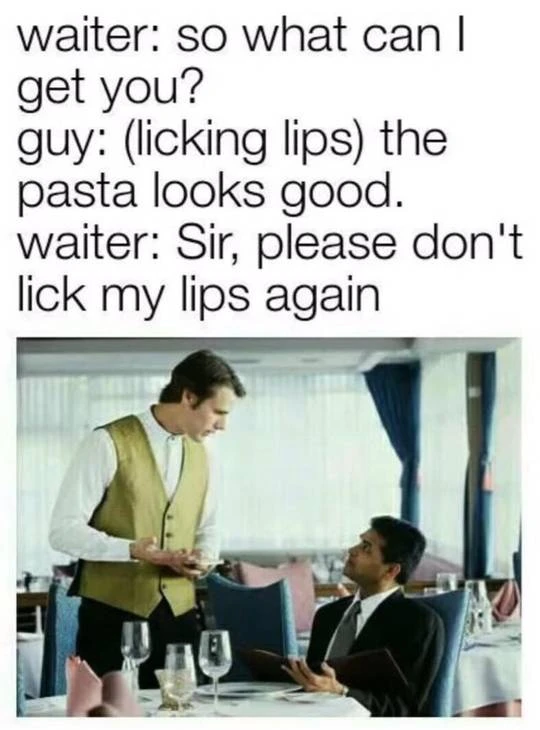 waiter: so what can I
get you?
guy: (licking lips) the
pasta looks good.
waiter: Sir, please don't
lick my lips again